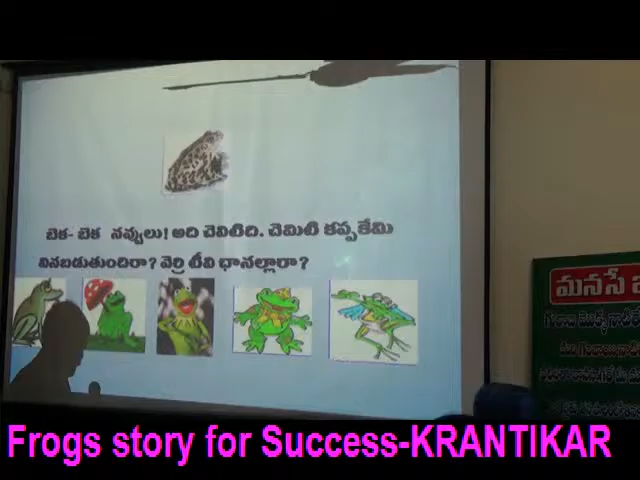 బెక- బెక నవ్వులు! అది చెవిటిది. చెమిటి కప్పకేమి
వినబడుతుందిరా? వెర్రి టీవి ఛానల్లారా?
మనసే
Frogs story for Success-KRANTIKAR